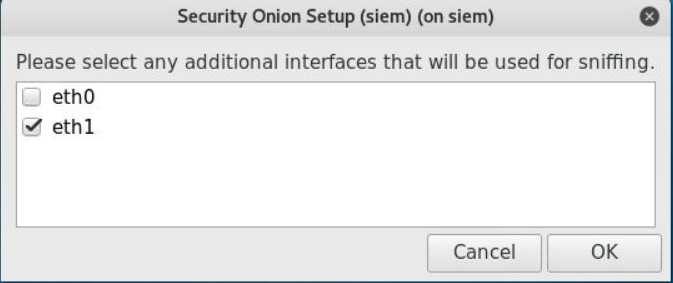 Security Onion Setup (siem) (on siem)
Please select any additional interfaces that will be used for sniffing.
eth0
eth1
Cancel OK